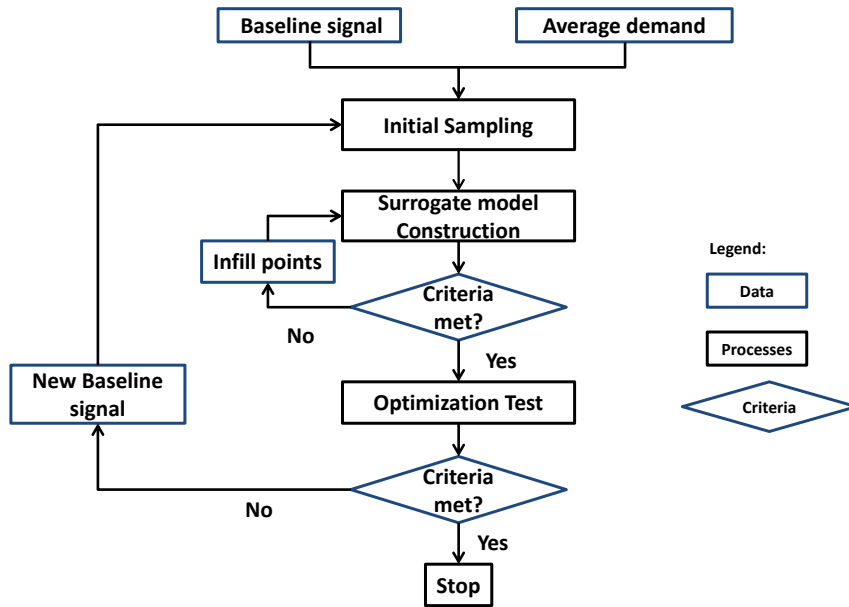 Baseline signal
Average demand
Initial Sampling
Surrogate model
Construction
Infill points
Criteria
met?
No
Yes
New Baseline
signal
Optimization Test
Criteria
met?
No
Yes
Stop
Legend:
Data
Processes
Criteria